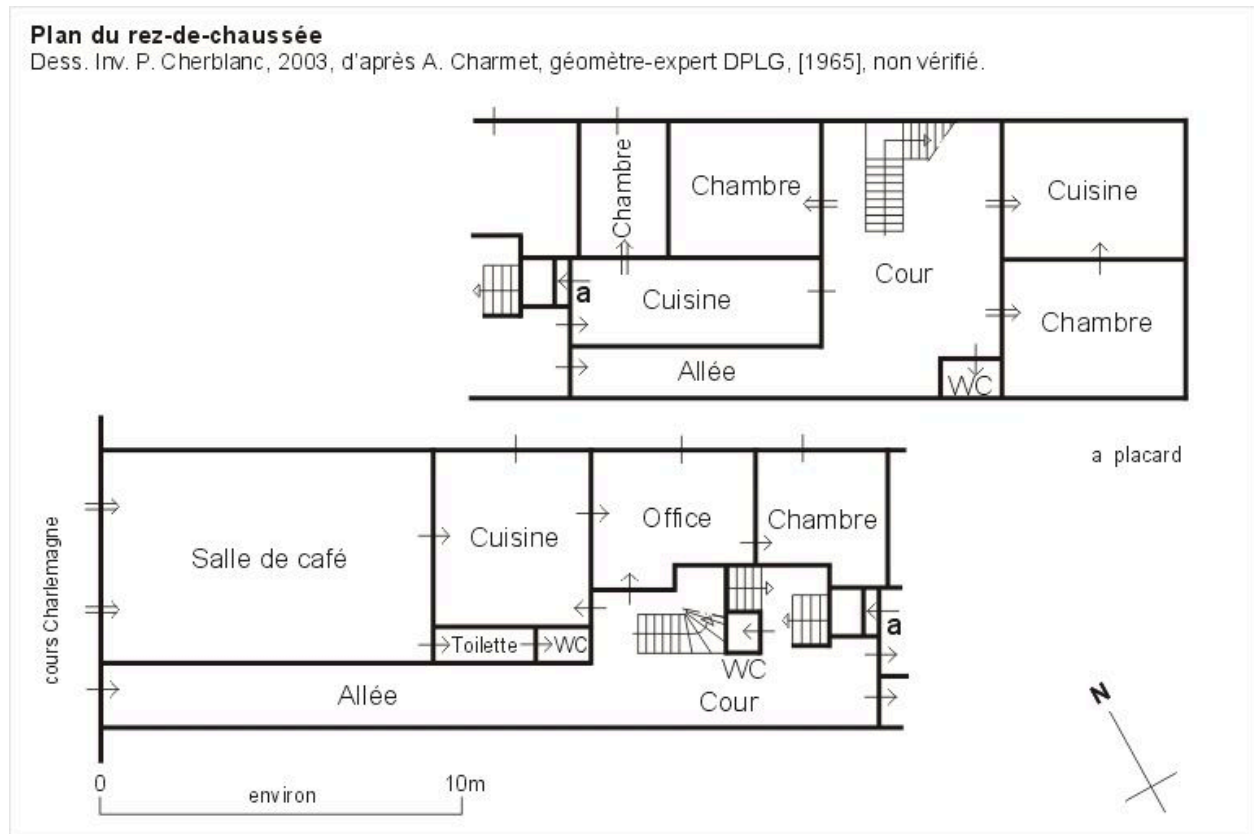 Plan du rez-de-chaussée
Dess. Inv. P. Cherblanc, 2003, d'après A. Charmet, géomètre-expert DPLG, [1965], non vérifié.
Chambre
Chambre
Cuisine
Cour
a
Cuisine
Chambre
Allée
WC
a placard
cours Charlemagne
Salle de café
Cuisine
Office
Chambre
Toilette
WC
WC
a
Allée
Cour
N
0
10m
environ